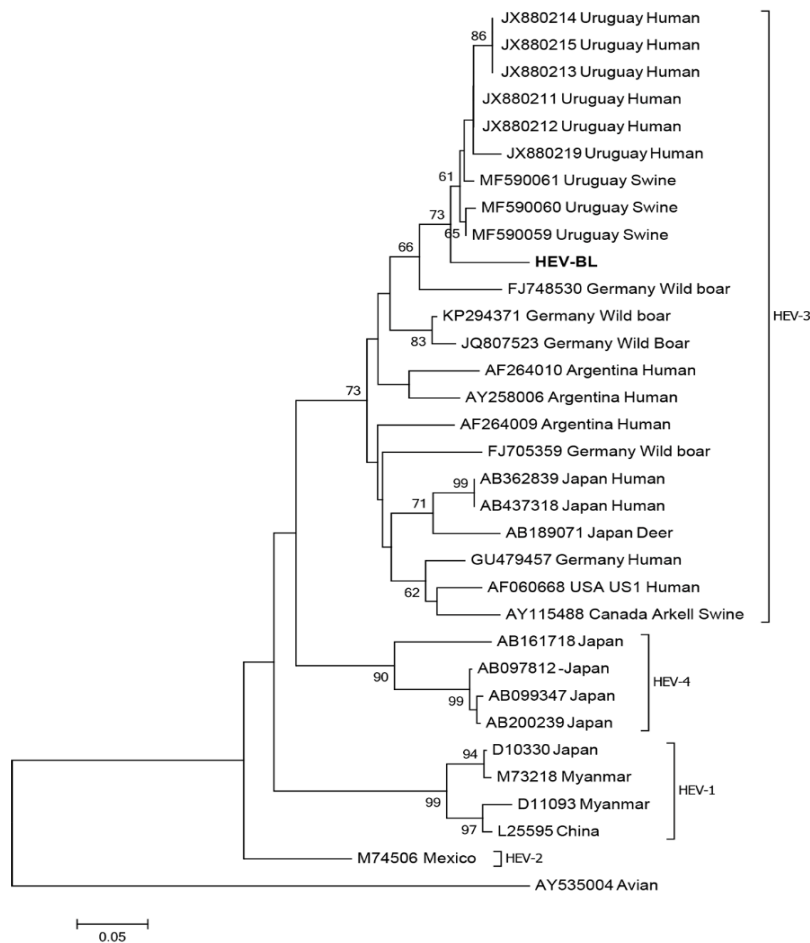 JX880214 Uruguay Human
86
JX880215 Uruguay Human
JX880213 Uruguay Human
JX880211 Uruguay Human
JX880212 Uruguay Human
JX880219 Uruguay Human
61
MF590061 Uruguay Swine
MF590060 Uruguay Swine
73
65
MF590059 Uruguay Swine
66
HEV-BL
FJ748530 Germany Wild boar
HEV-3
KP294371 Germany Wild boar
83
JQ807523 Germany Wild Boar
AF264010 Argentina Human
73
AY258006 Argentina Human
AF264009 Argentina Human
FJ705359 Germany Wild boar
99
AB362839 Japan Human
71
AB437318 Japan Human
AB189071 Japan Deer
GU479457 Germany Human
62
AF060668 USA US1 Human
AY115488 Canada Arkell Swine
AB161718 Japan
90
AB097812-Japan
HEV-4
99
AB099347 Japan
AB200239 Japan
94
D10330 Japan
M73218 Myanmar
HEV-1
99
D11093 Myanmar
97
L25595 China
M74506 Mexico
HEV-2
AY535004 Avian
0.05